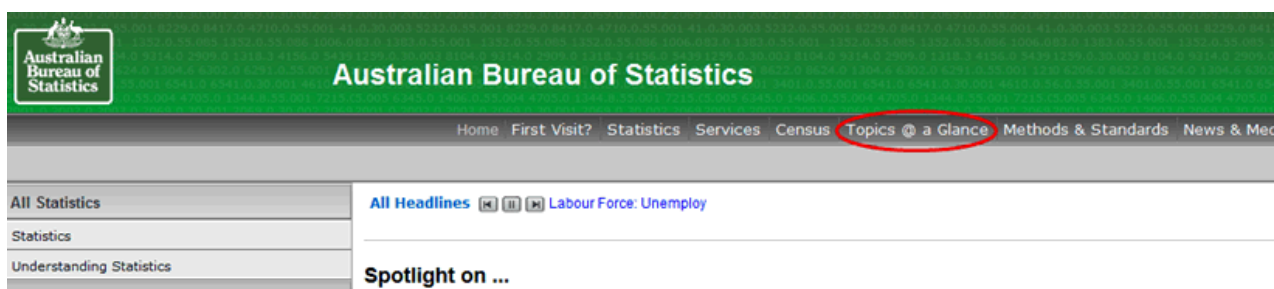 Australian
Bureau of
Statistics
Australian Bureau of Statistics
Home First Visit? Statistics Services Census Topics @ a Glance Methods & Standards News & Med
All Statistics
Statistics
Understanding Statistics
All Headlines Labour Force: Unemploy
Spotlight on ...